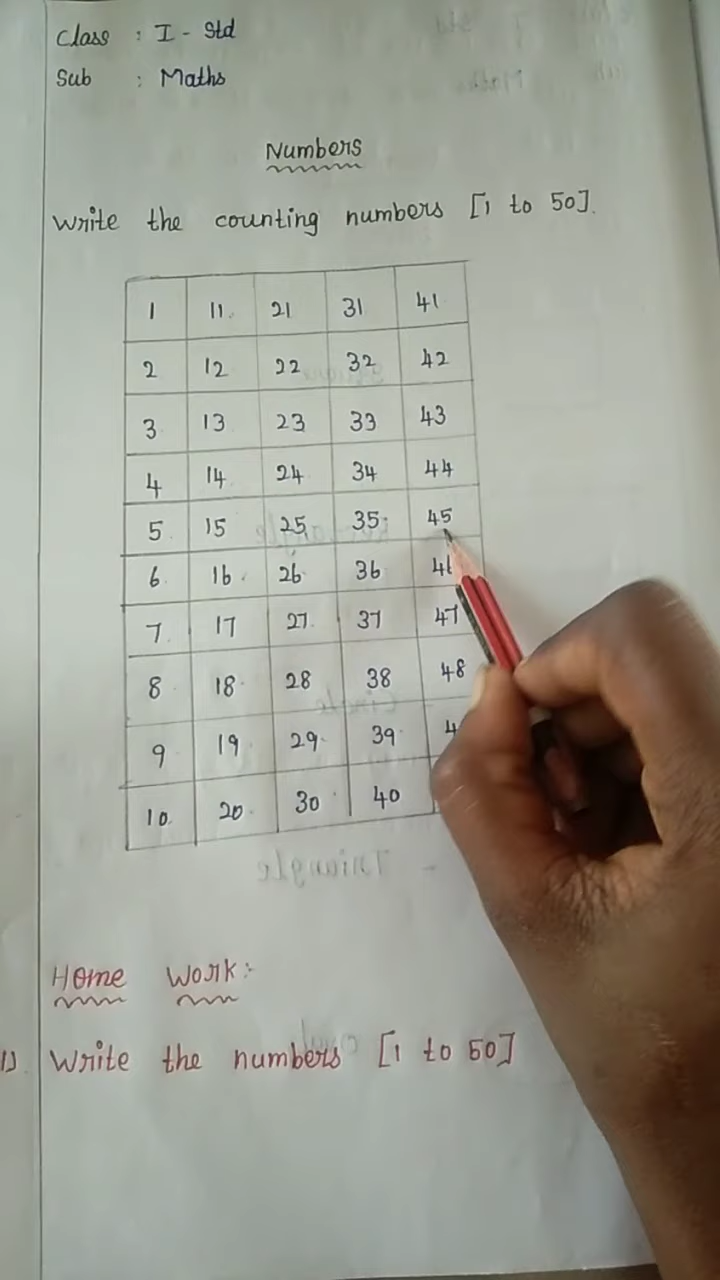 Class : I - Std
Sub : Maths
Numbers
Write the counting numbers [1 to 50].
1 11 21 31 41
2 12 22 32 42
3 13 23 33 43
4 14 24 34 44
5 15 25 35 45
6 16 26 36
7 17 27 37 47
8 18 28 38 48
9 19 29 39
10 20 30 40
Home Work:-
1) Write the numbers [1 to 50]